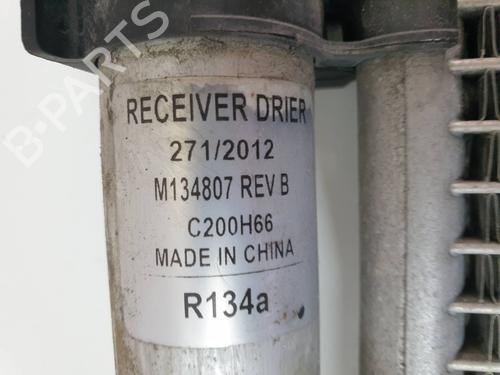 RECEIVER DRIER
271/2012
M134807 REV B
C200H66
MADE IN CHINA
R134a
B-PARTS